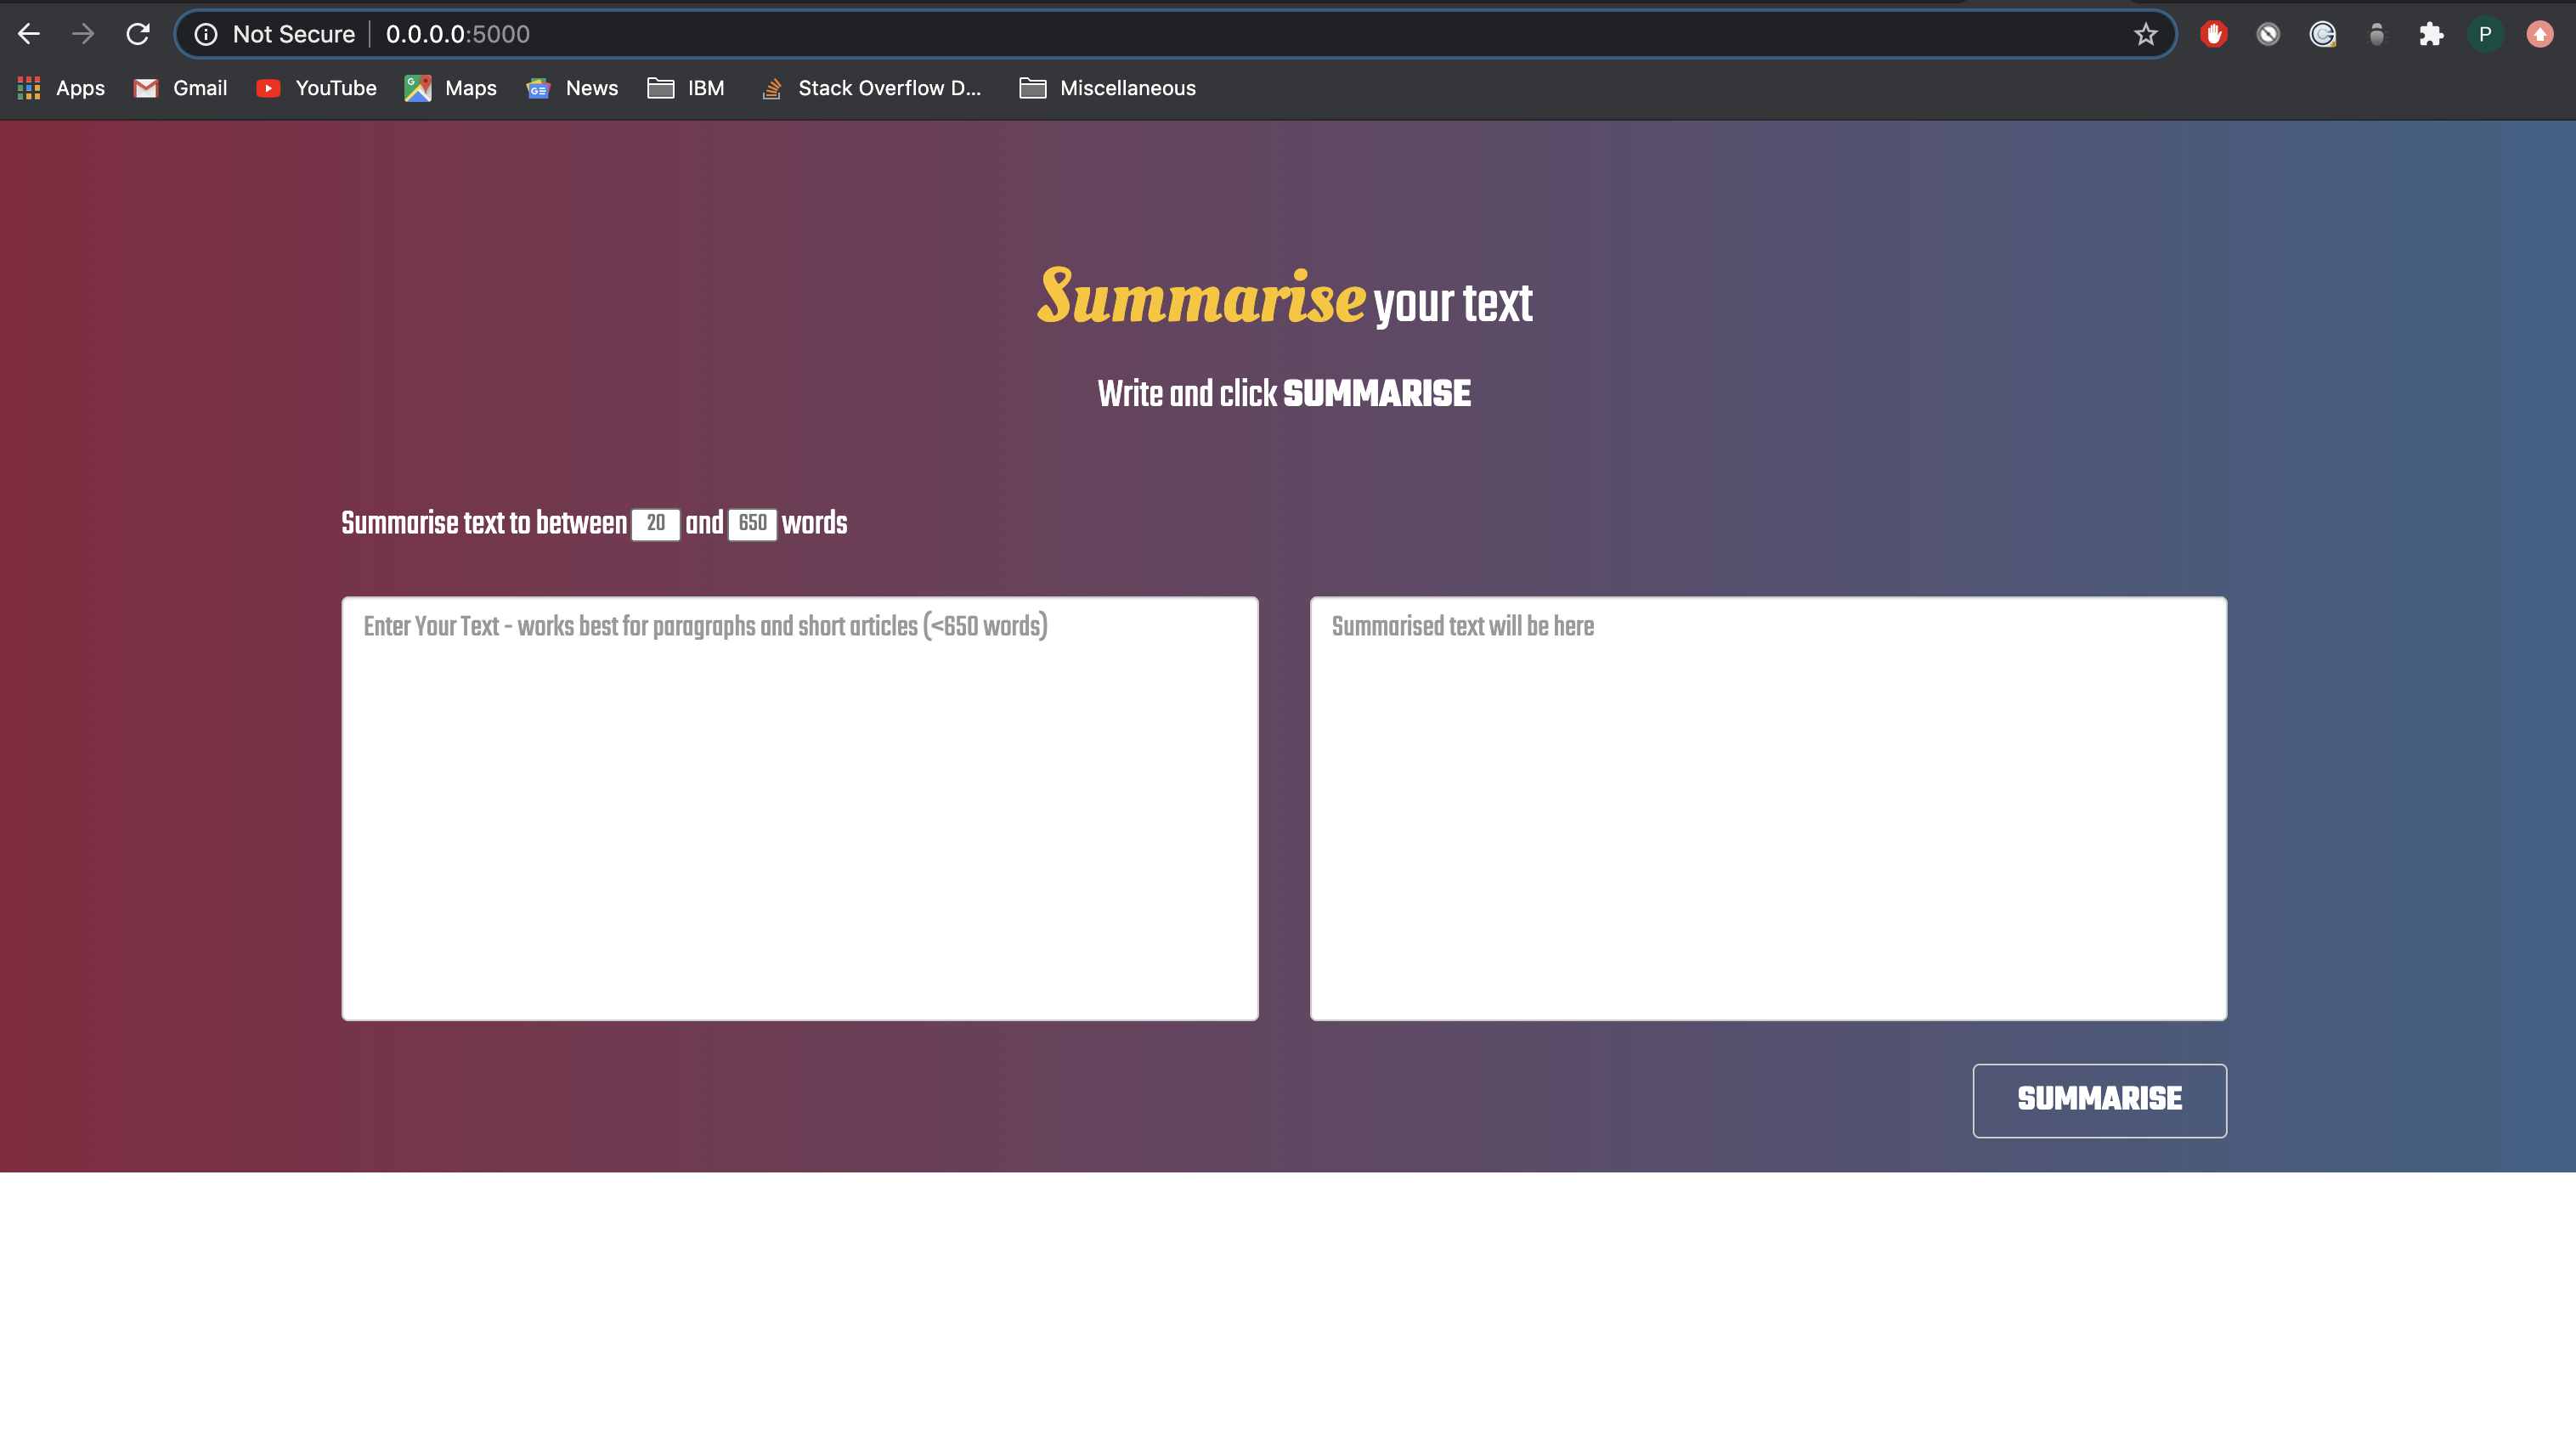 Not Secure 0.0.0.0:5000
P
Apps Gmail YouTube Maps News IBM Stack Overflow D... Miscellaneous
Summarise your text
Write and click SUMMARISE
Summarise text to between 20 and 650 words
Enter Your Text - works best for paragraphs and short articles (<650 words)
Summarised text will be here
SUMMARISE